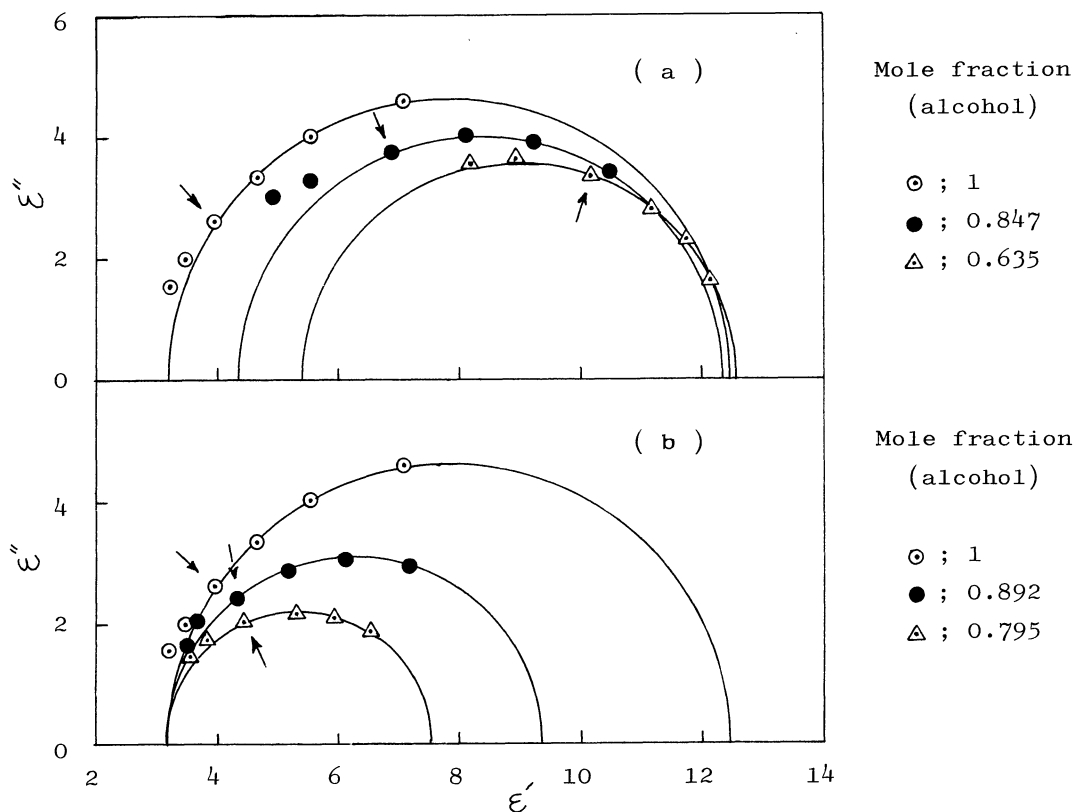 6
4
2
0
ε″
( a )
Mole fraction
(alcohol)
⊙ ; 1
● ; 0.847
△ ; 0.635
4
2
0
ε″
( b )
Mole fraction
(alcohol)
⊙ ; 1
● ; 0.892
△ ; 0.795
2 4 6 8 10 12 14
ε′